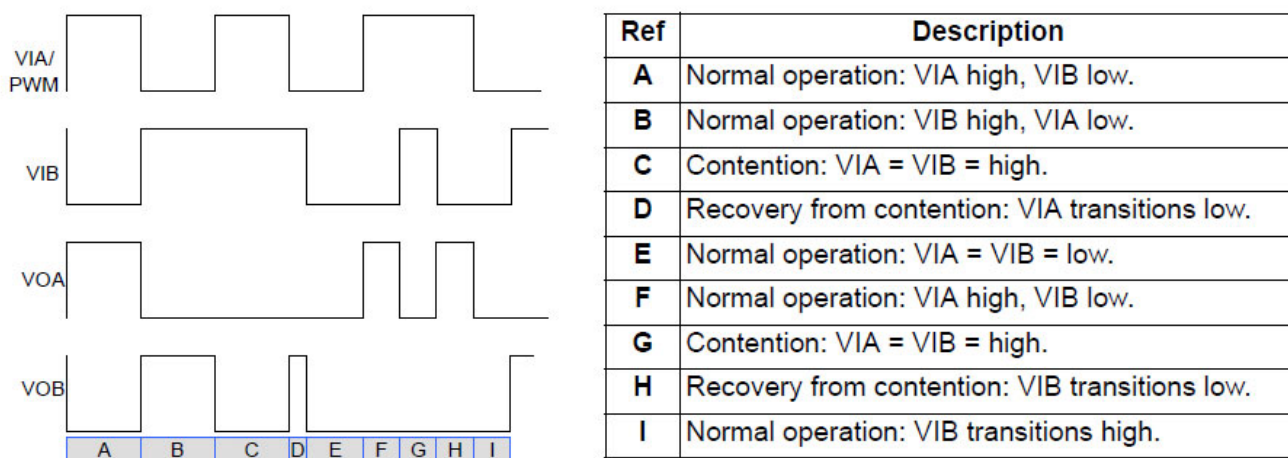 VIA/
PWM
VIB
VOA
VOB
A B C D E F G H I
Ref Description
A Normal operation: VIA high, VIB low.
B Normal operation: VIB high, VIA low.
C Contention: VIA = VIB = high.
D Recovery from contention: VIA transitions low.
E Normal operation: VIA = VIB = low.
F Normal operation: VIA high, VIB low.
G Contention: VIA = VIB = high.
H Recovery from contention: VIB transitions low.
I Normal operation: VIB transitions high.